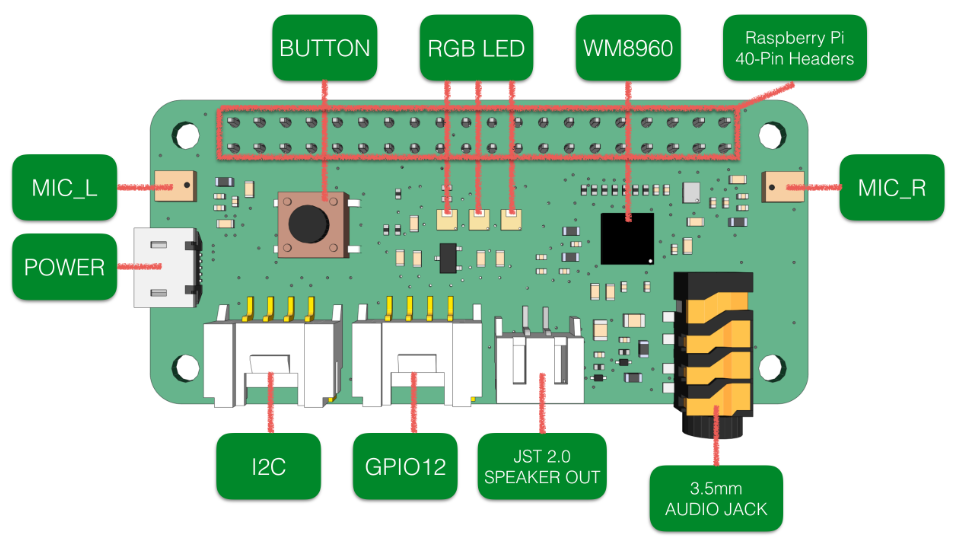 BUTTON
RGB LED
WM8960
Raspberry Pi
40-Pin Headers
MIC_L
MIC_R
POWER
I2C
GPIO12
JST 2.0
SPEAKER OUT
3.5mm
AUDIO JACK